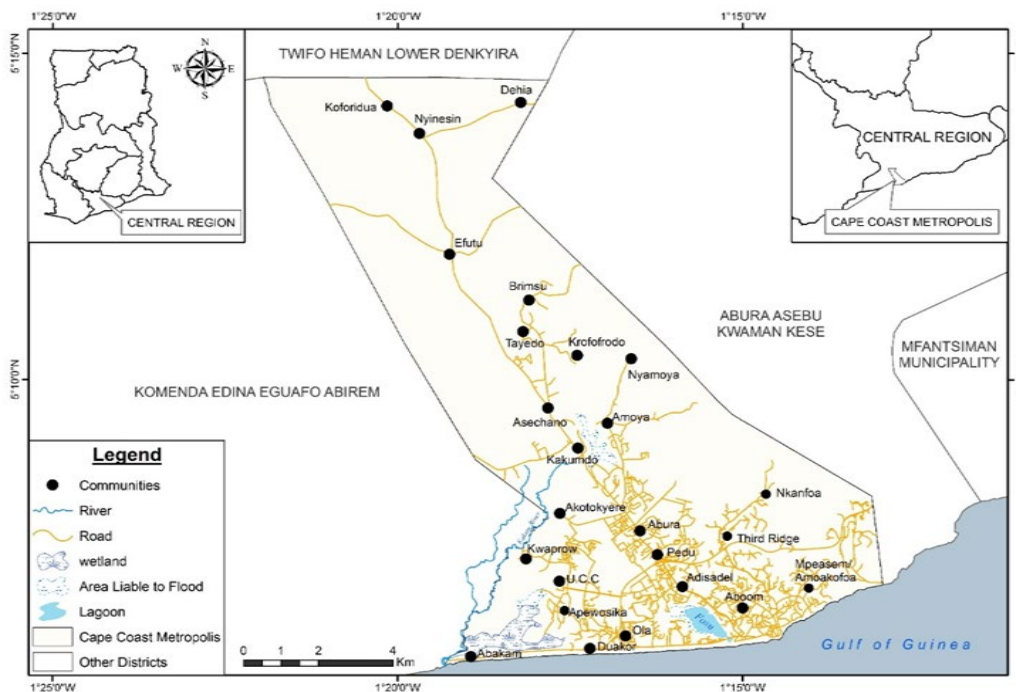 1°25'0"W
1°20'0"W
1°15'0"W
5°15'0"N
N
W
E
S
CENTRAL REGION
TWIFO HEMAN LOWER DENKYIRA
CENTRAL REGION
CAPE COAST METROPOLIS
Koforidua
Dehia
Nyinesin
Efutu
Brimsu
Tayedo
Krofofrodo
Nyamoya
ABURA ASEBU
KWAMAN KESE
MFANTSIMAN
MUNICIPALITY
5°10'0"N
5°10'0"N
KOMENDA EDINA EGUAFO ABIREM
Asechano
Amoya
Kakumdo
Nkanfoa
Akotokyere
Abura
Third Ridge
Kwaprow
Pedu
Mpeasem/
Amoakofoa
U.C.C
Adisadel
Apewosika
Aboom
Fosu
Ola
Duakor
Abakam
Gulf of Guinea
Legend
Communities
River
Road
wetland
Area Liable to Flood
Lagoon
Cape Coast Metropolis
Other Districts
0
2
4
Km
1°25'0"W
1°20'0"W
1°15'0"W